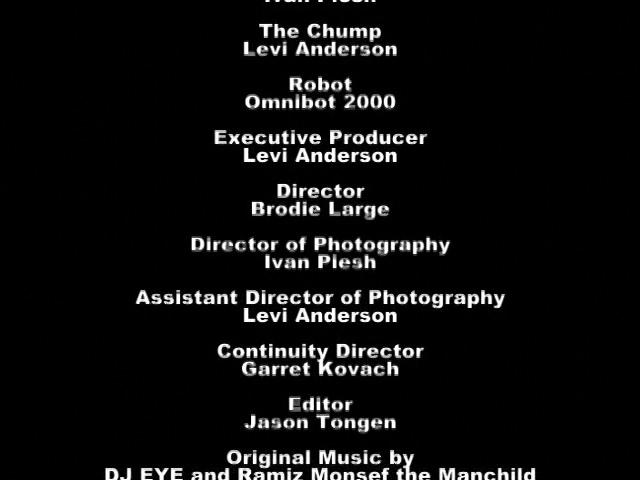 Ivan Plesh
The Chump
Levi Anderson
Robot
Omnibot 2000
Executive Producer
Levi Anderson
Director
Brodie Large
Director of Photography
Ivan Plesh
Assistant Director of Photography
Levi Anderson
Continuity Director
Garret Kovach
Editor
Jason Tongen
Original Music by
DJ EYE and Ramiz Monsef the Manchild